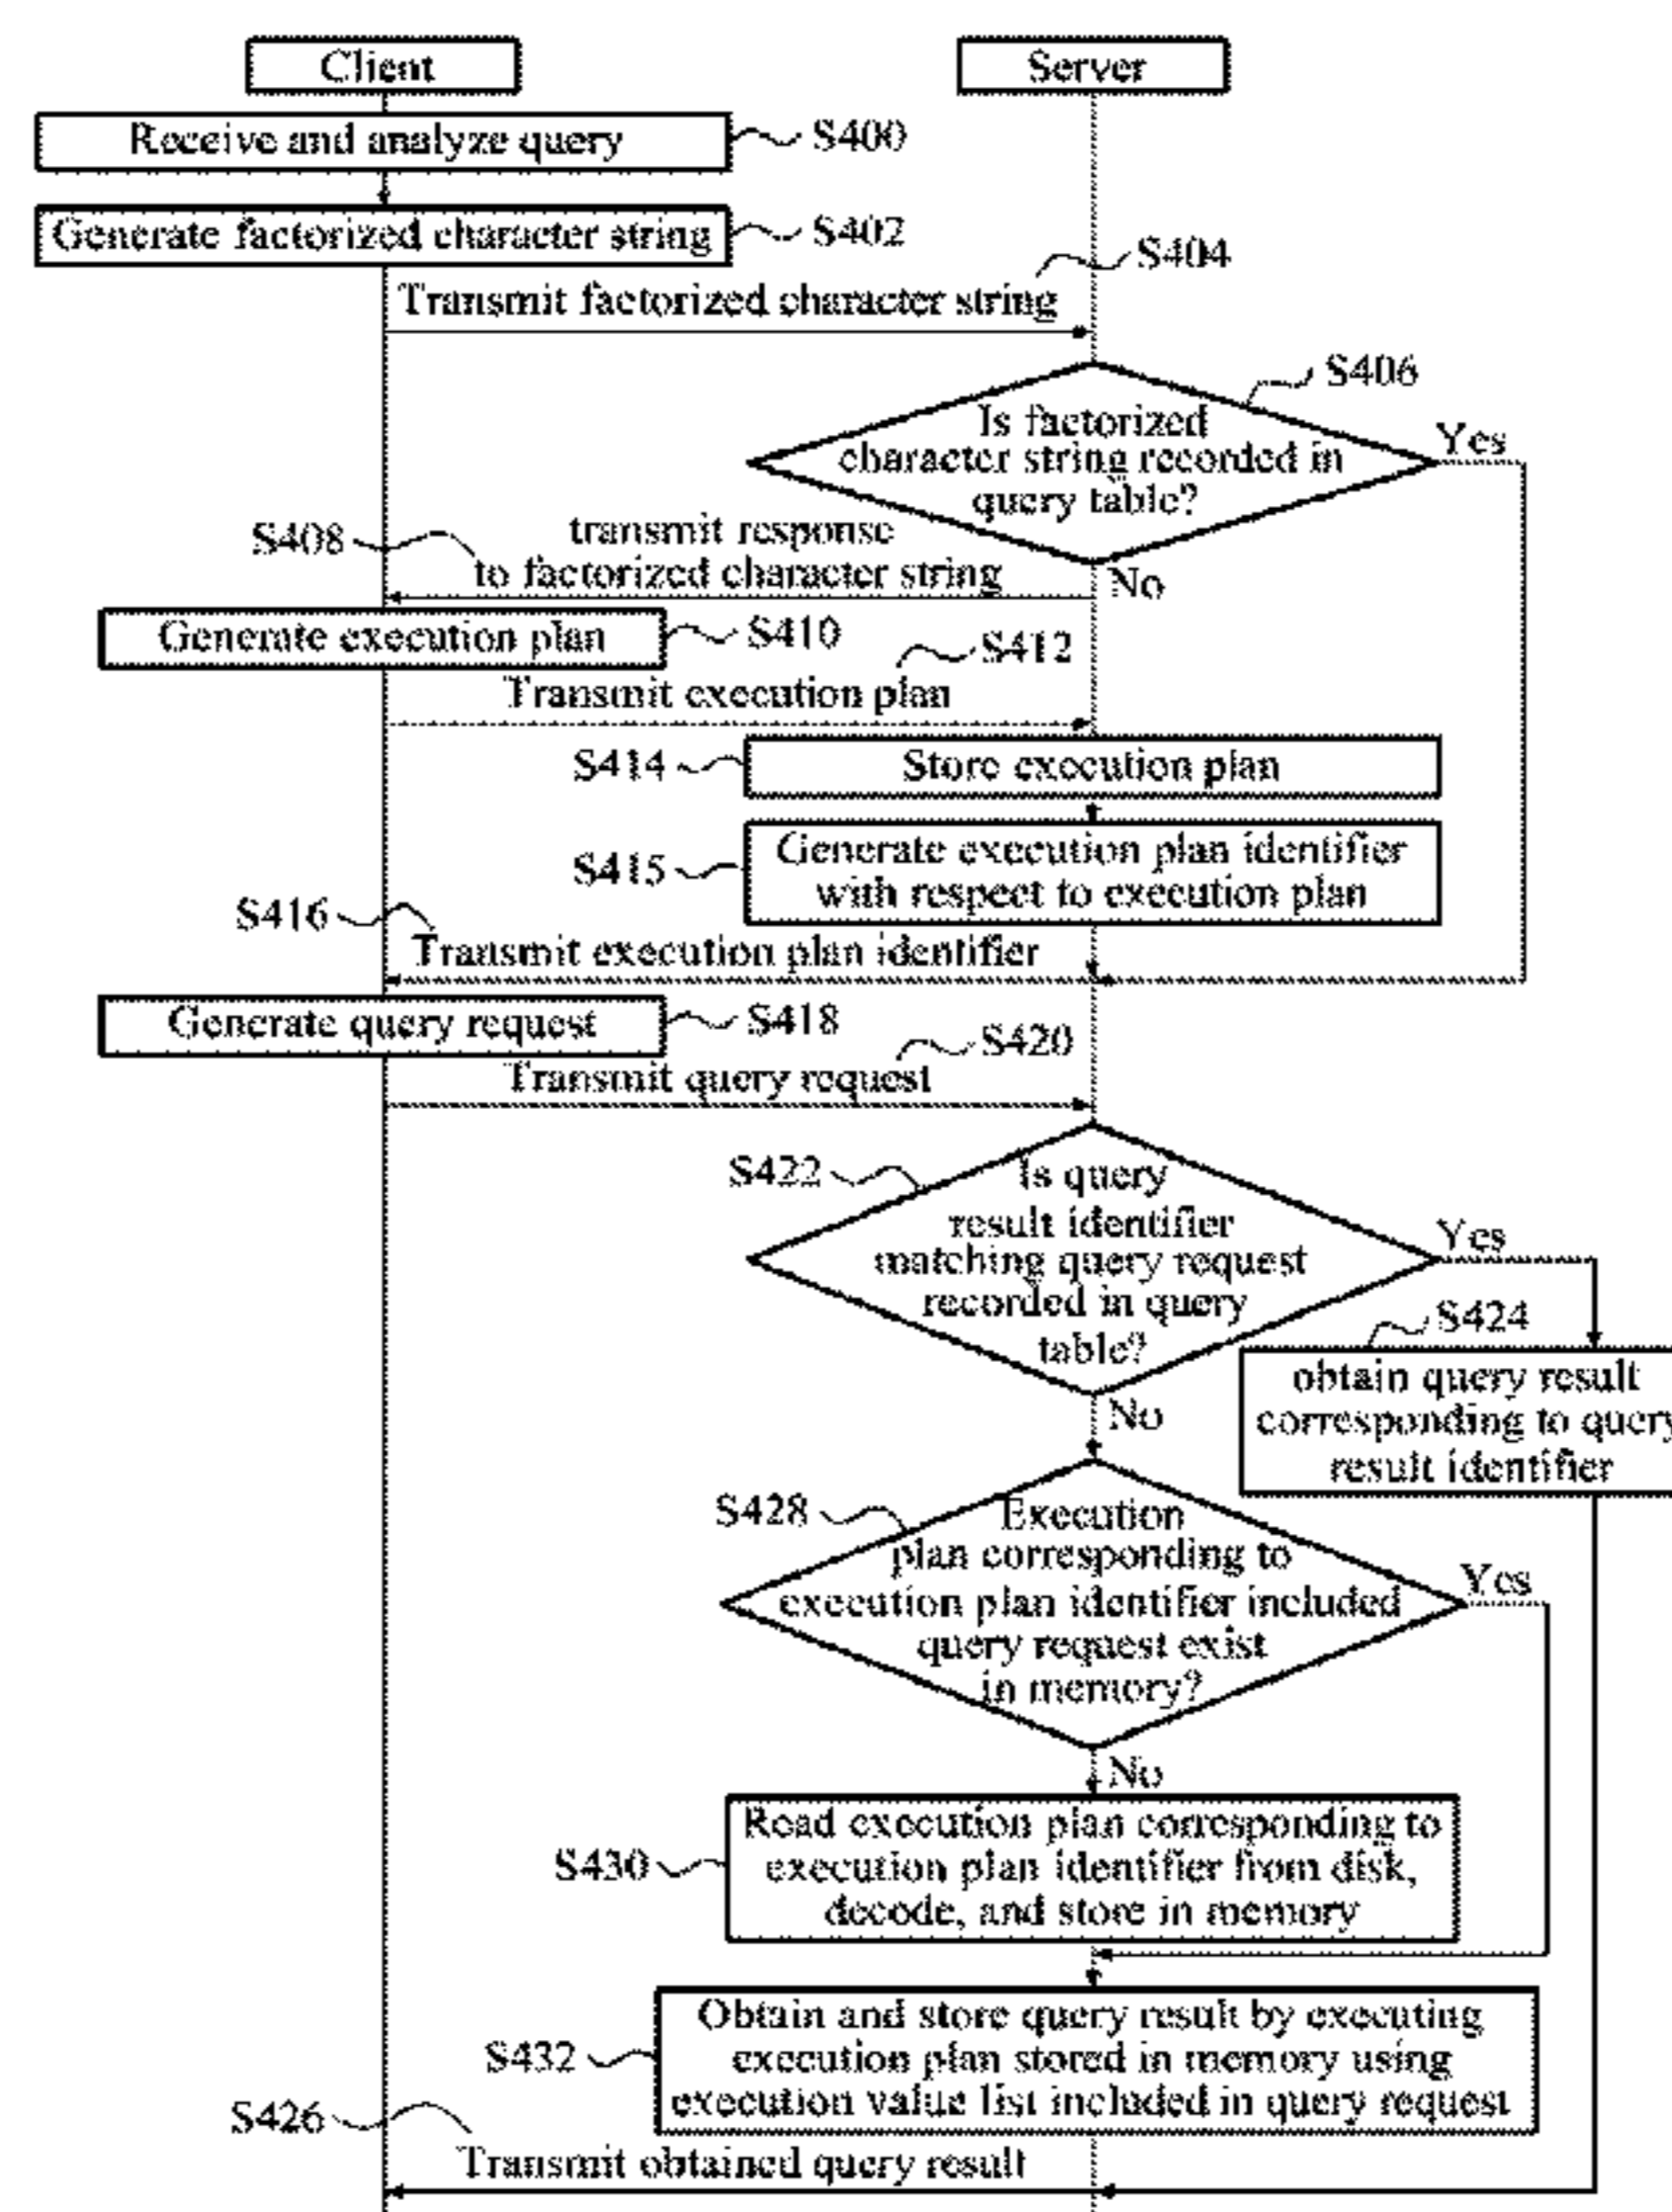 Client
Server
Receive and analyze query
S400
Generate factorized character string
S402
S404
Transmit factorized character string
S406
Is factorized
character string recorded in
query table?
Yes
No
S408
transmit response
to factorized character string
Generate execution plan
S410
S412
Transmit execution plan
S414
Store execution plan
S415
Generate execution plan identifier
with respect to execution plan
S416
Transmit execution plan identifier
Generate query request
S418
S420
Transmit query request
S422
Is query
result identifier
matching query request
recorded in query
table?
Yes
No
S424
obtain query result
corresponding to query
result identifier
S428
Execution
plan corresponding to
execution plan identifier included
query request exist
in memory?
Yes
No
S430
Read execution plan corresponding to
execution plan identifier from disk,
decode, and store in memory
S432
Obtain and store query result by executing
execution plan stored in memory using
execution value list included in query request
S426
Transmit obtained query result